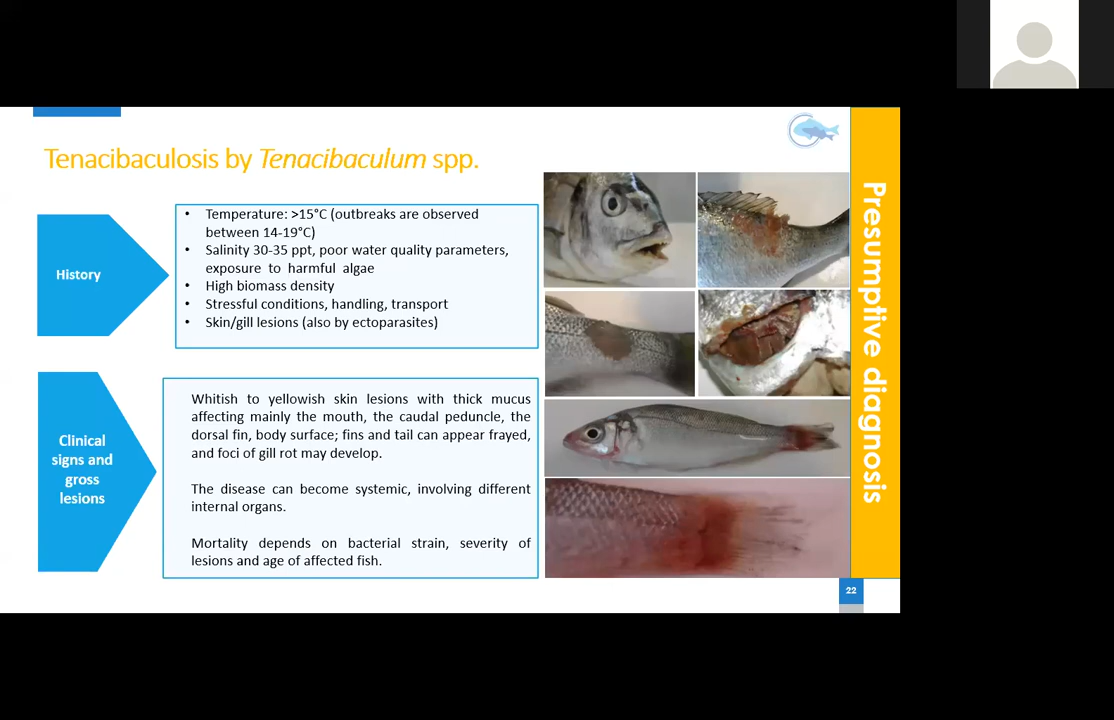 Tenacibaculosis by Tenacibaculum spp.
History
• Temperature: >15°C (outbreaks are observed
between 14-19°C)
• Salinity 30-35 ppt, poor water quality parameters,
exposure to harmful algae
• High biomass density
• Stressful conditions, handling, transport
• Skin/gill lesions (also by ectoparasites)
Clinical
signs and
gross
lesions
Whitish to yellowish skin lesions with thick mucus
affecting mainly the mouth, the caudal peduncle, the
dorsal fin, body surface; fins and tail can appear frayed,
and foci of gill rot may develop.
The disease can become systemic, involving different
internal organs.
Mortality depends on bacterial strain, severity of
lesions and age of affected fish.
Presumptive diagnosis
22